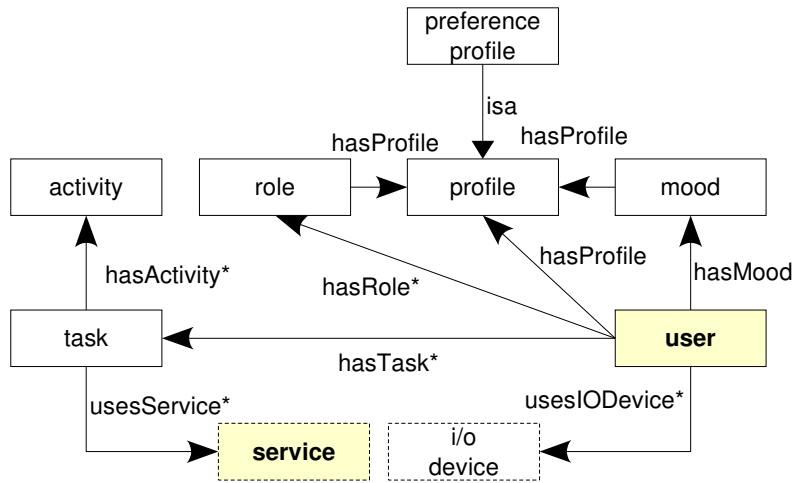 preference
profile
isa
hasProfile
hasProfile
activity
role
profile
mood
hasActivity*
hasRole*
hasProfile
hasMood
task
user
hasTask*
usesService*
usesIODevice*
service
i/o
device